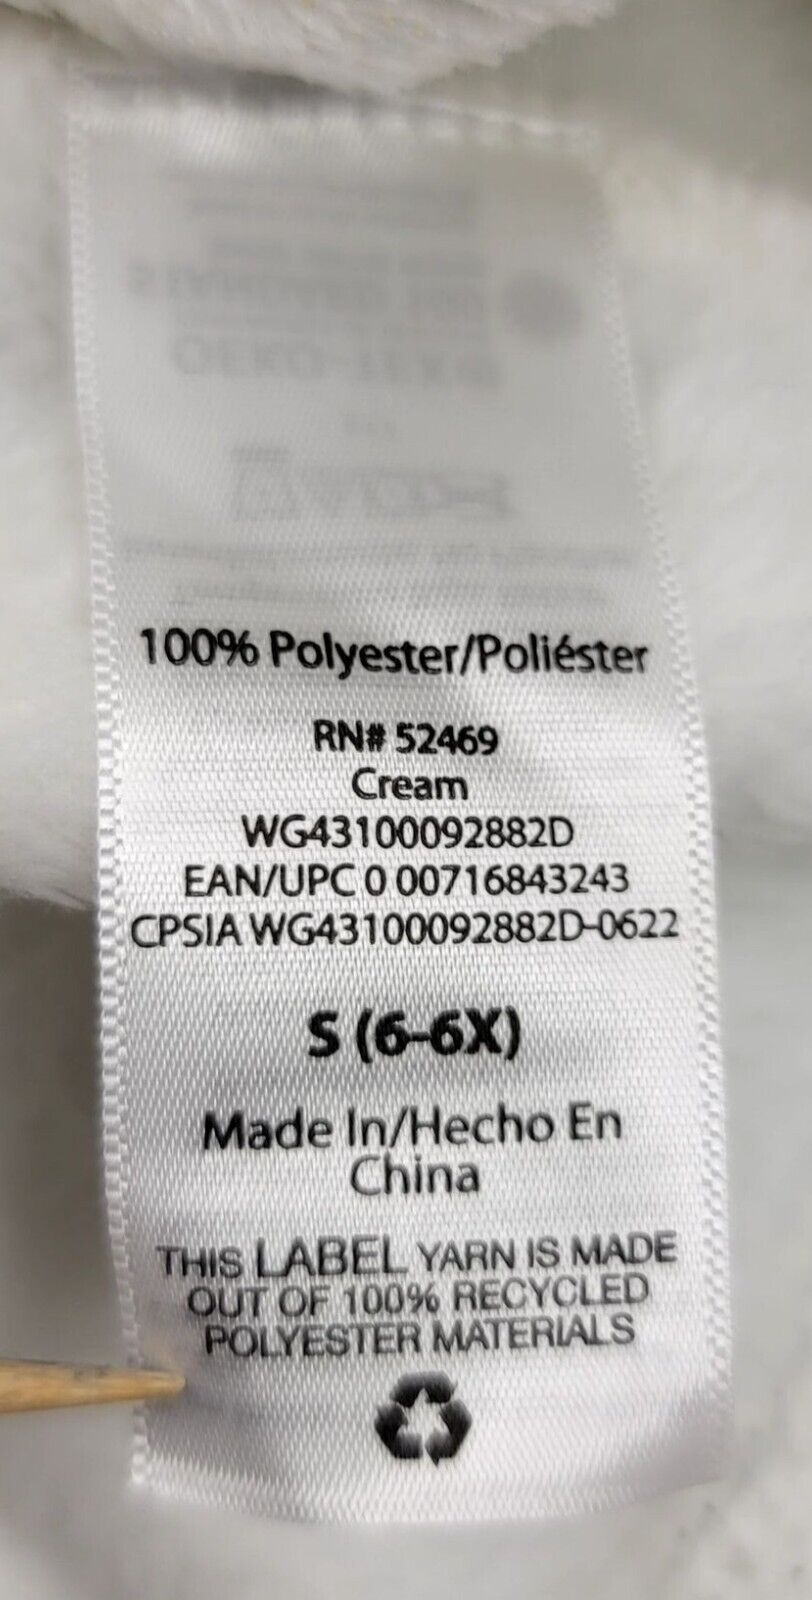 100% Polyester/Poliéster
RN# 52469
Cream
WG43100092882D
EAN/UPC 0 00716843243
CPSIA WG43100092882D-0622
S (6-6X)
Made In/Hecho En
China
THIS LABEL YARN IS MADE
OUT OF 100% RECYCLED
POLYESTER MATERIALS